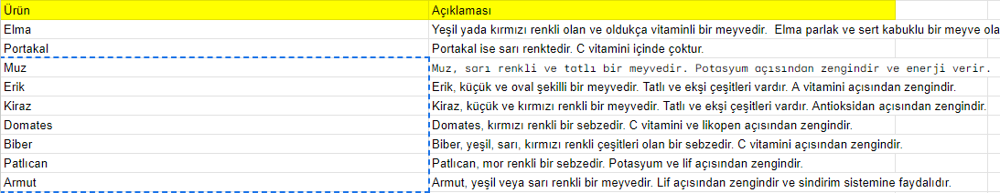 Ürün Açıklaması
Elma Yeşil yada kırmızı renkli olan ve oldukça vitaminli bir meyvedir. Elma parlak ve sert kabuklu bir meyve ola
Portakal Portakal ise sarı renktedir. C vitamini içinde çoktur.
Muz Muz, sarı renkli ve tatlı bir meyvedir. Potasyum açısından zengindir ve enerji verir.
Erik Erik, küçük ve oval şekilli bir meyvedir. Tatlı ve ekşi çeşitleri vardır. A vitamini açısından zengindir.
Kiraz Kiraz, küçük ve kırmızı renkli bir meyvedir. Tatlı ve ekşi çeşitleri vardır. Antioksidan açısından zengindir.
Domates Domates, kırmızı renkli bir sebzedir. C vitamini ve likopen açısından zengindir.
Biber Biber, yeşil, sarı, kırmızı renkli çeşitleri olan bir sebzedir. C vitamini açısından zengindir.
Patlıcan Patlıcan, mor renkli bir sebzedir. Potasyum ve lif açısından zengindir.
Armut Armut, yeşil veya sarı renkli bir meyvedir. Lif açısından zengindir ve sindirim sistemine faydalıdır.